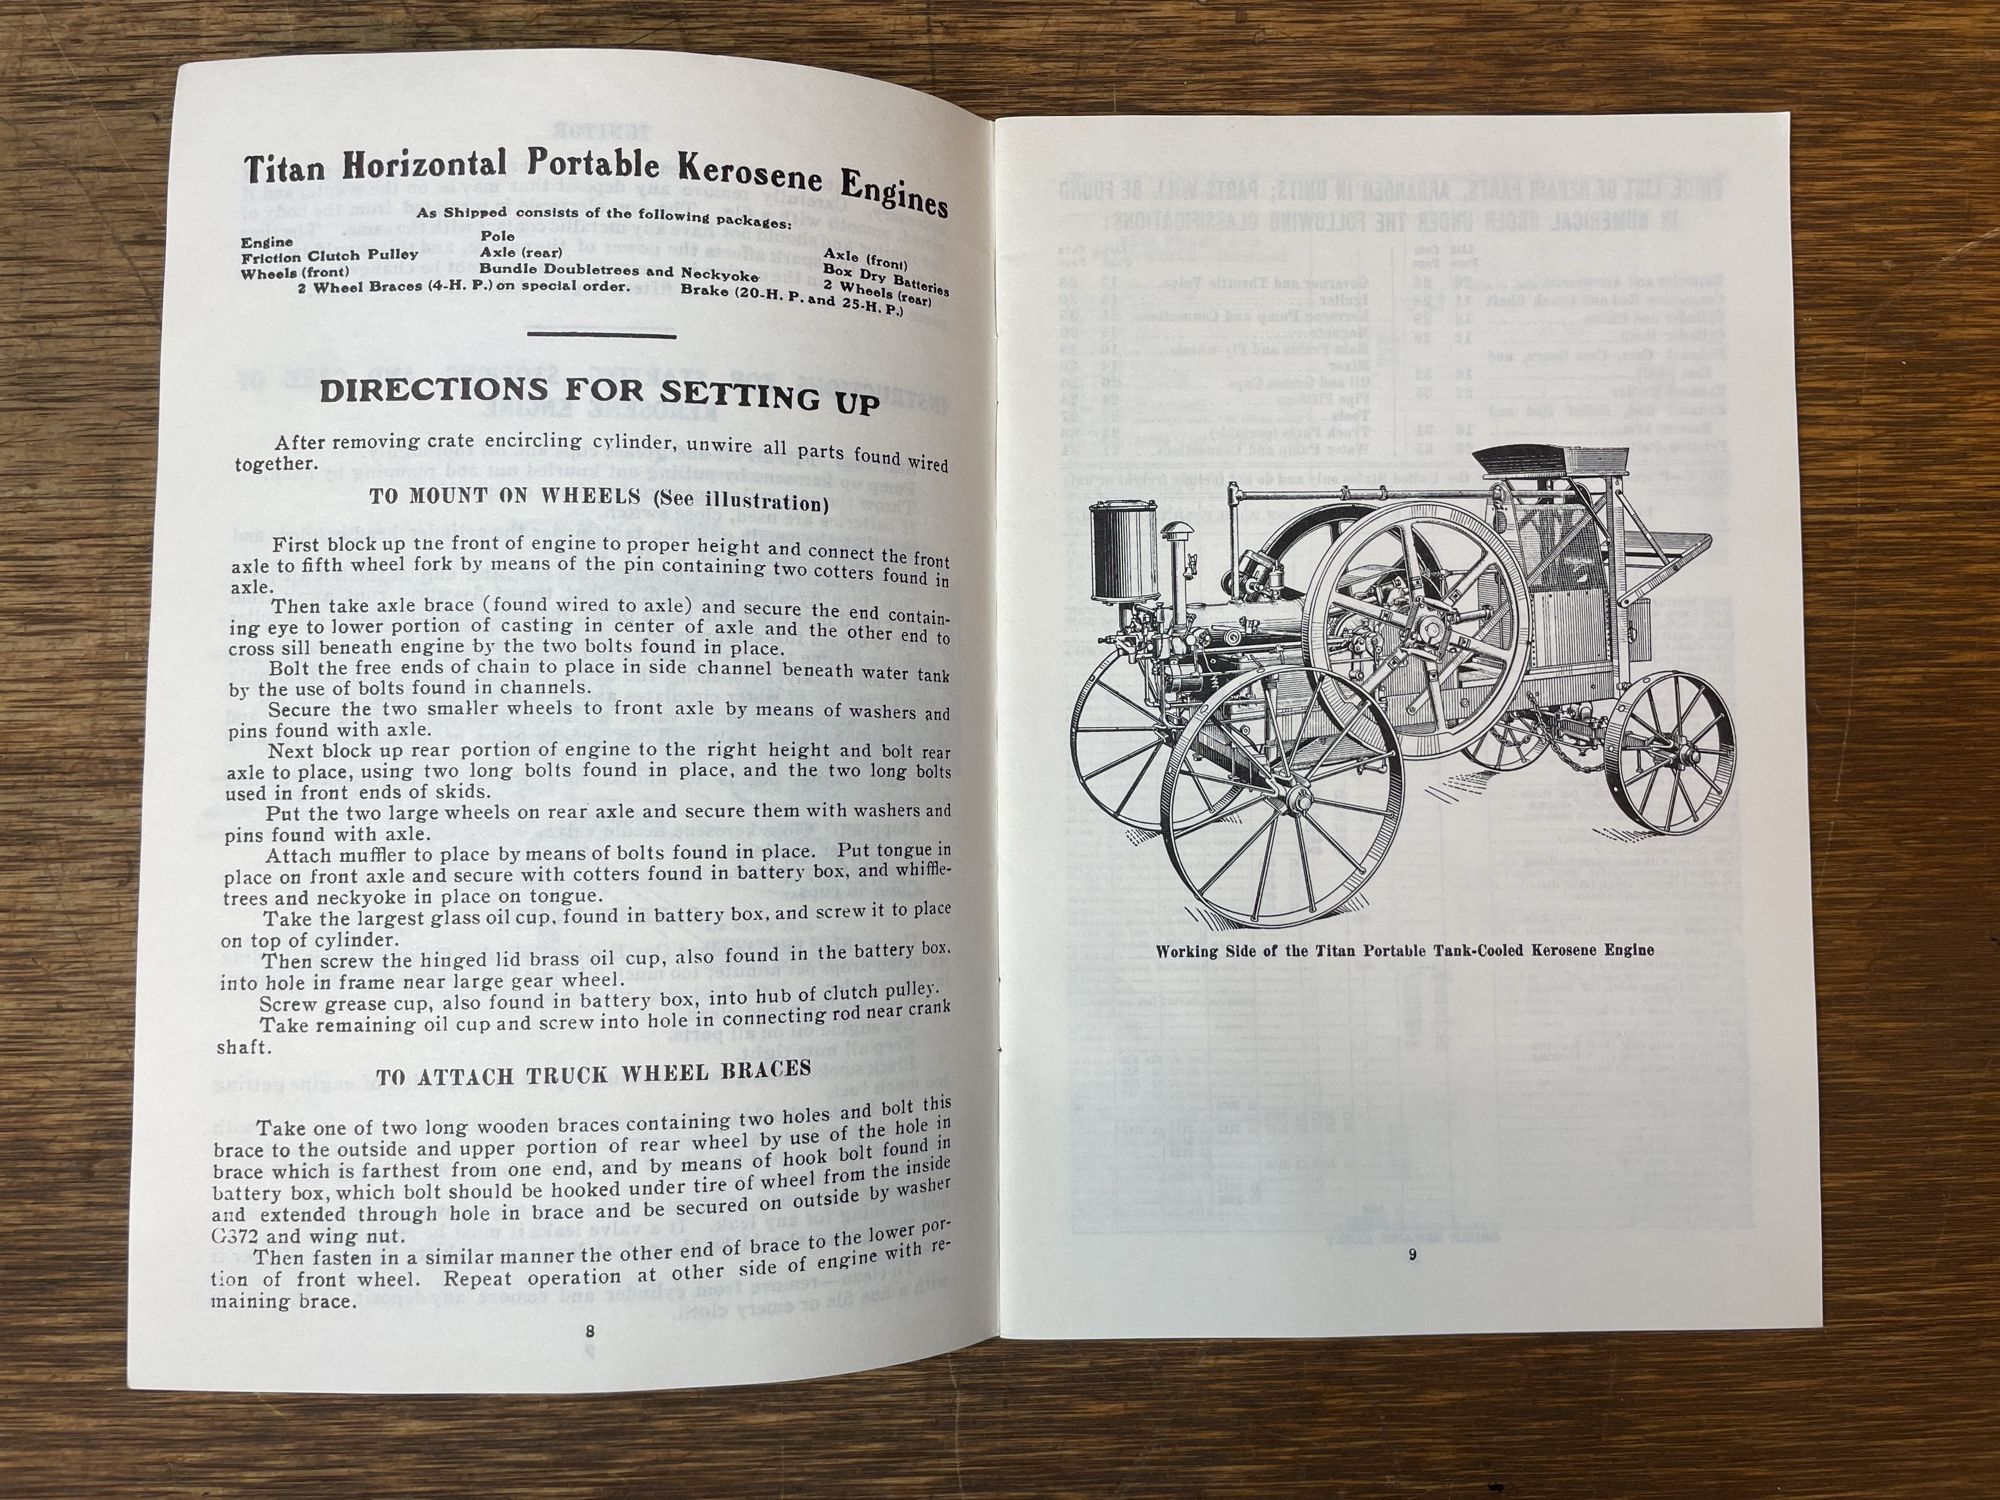 Titan Horizontal Portable Kerosene Engines
As Shipped consists of the following packages:
Engine Pole Axle (front)
Friction Clutch Pulley Axle (rear) Box Dry Batteries
Wheels (front) Bundle Doubletrees and Neckyoke 2 Wheels (rear)
2 Wheel Braces (4-H. P.) on special order. Brake (20-H. P. and 25-H. P.)
DIRECTIONS FOR SETTING UP
After removing crate encircling cylinder, unwire all parts found wired
together.
TO MOUNT ON WHEELS (See illustration)
First block up the front of engine to proper height and connect the front
axle to fifth wheel fork by means of the pin containing two cotters found in
axle.
Then take axle brace (found wired to axle) and secure the end contain-
ing eye to lower portion of casting in center of axle and the other end to
cross sill beneath engine by the two bolts found in place.
Bolt the free ends of chain to place in side channel beneath water tank
by the use of bolts found in channels.
Secure the two smaller wheels to front axle by means of washers and
pins found with axle.
Next block up rear portion of engine to the right height and bolt rear
axle to place, using two long bolts found in place, and the two long bolts
used in front ends of skids.
Put the two large wheels on rear axle and secure them with washers and
pins found with axle.
Attach muffler to place by means of bolts found in place. Put tongue in
place on front axle and secure with cotters found in battery box, and whiffle-
trees and neckyoke in place on tongue.
Take the largest glass oil cup, found in battery box, and screw it to place
on top of cylinder.
Then screw the hinged lid brass oil cup, also found in the battery box,
into hole in frame near large gear wheel.
Screw grease cup, also found in battery box, into hub of clutch pulley.
Take remaining oil cup and screw into hole in connecting rod near crank
shaft.
TO ATTACH TRUCK WHEEL BRACES
Take one of two long wooden braces containing two holes and bolt this
brace to the outside and upper portion of rear wheel by use of the hole in
brace which is farthest from one end, and by means of hook bolt found in
battery box, which bolt should be hooked under tire of wheel from the inside
and extended through hole in brace and be secured on outside by washer
G372 and wing nut.
Then fasten in a similar manner the other end of brace to the lower por-
tion of front wheel. Repeat operation at other side of engine with re-
maining brace.
8
Working Side of the Titan Portable Tank-Cooled Kerosene Engine
9